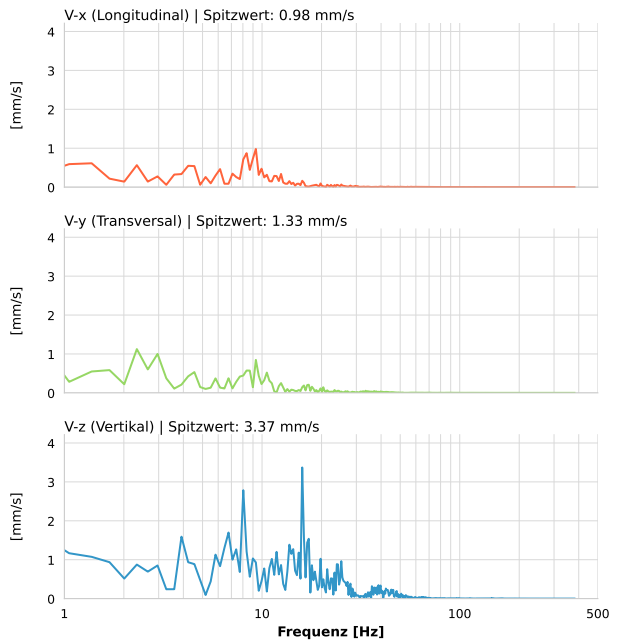 V-x (Longitudinal) | Spitzwert: 0.98 mm/s
4
3
[mm/s]
2
1
0
V-y (Transversal) | Spitzwert: 1.33 mm/s
4
3
[mm/s]
2
1
0
V-z (Vertikal) | Spitzwert: 3.37 mm/s
4
3
[mm/s]
2
1
0
1 10 100 500
Frequenz [Hz]